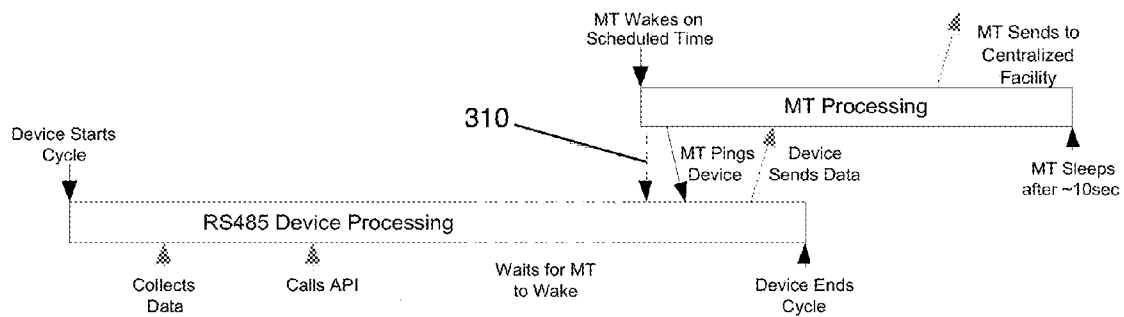 MT Wakes on
Scheduled Time
MT Sends to
Centralized
Facility
MT Processing
310
Device Starts
Cycle
MT Pings
Device
Device
Sends Data
MT Sleeps
after ~10sec
RS485 Device Processing
Collects
Data
Calls API
Waits for MT
to Wake
Device Ends
Cycle